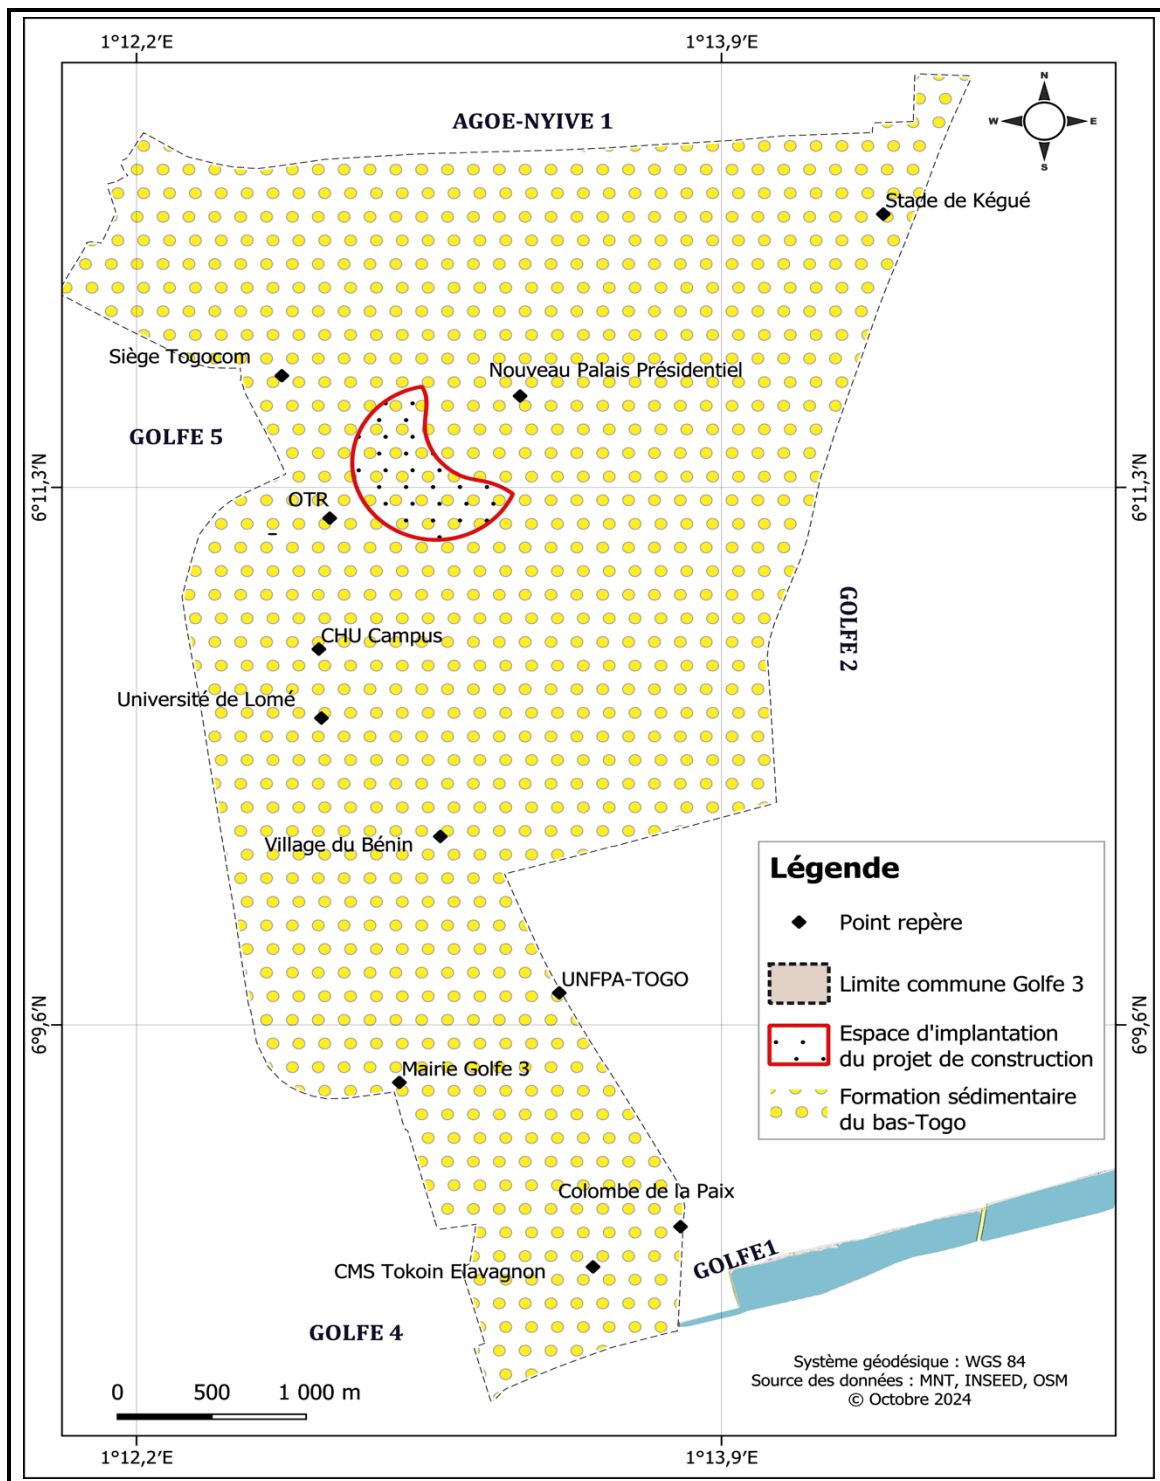 1°12,2’E
1°13,9’E
AGOE-NYIVE 1
N
W
E
S
Stade de Kégué
Siège Togocom
Nouveau Palais Présidentiel
GOLFE 5
6°11,3’N
6°11,3’N
OTR
GOLFE 2
CHU Campus
Université de Lomé
Village du Bénin
Légende
Point repère
Limite commune Golfe 3
Espace d'implantation
du projet de construction
Formation sédimentaire
du bas-Togo
UNFPA-TOGO
6°9,6’N
6°9,6’N
Mairie Golfe 3
Colombe de la Paix
GOLFE1
CMS Tokoin Elavagnon
GOLFE 4
Système géodésique : WGS 84
Source des données : MNT, INSEED, OSM
© Octobre 2024
0 500 1 000 m
1°12,2’E
1°13,9’E